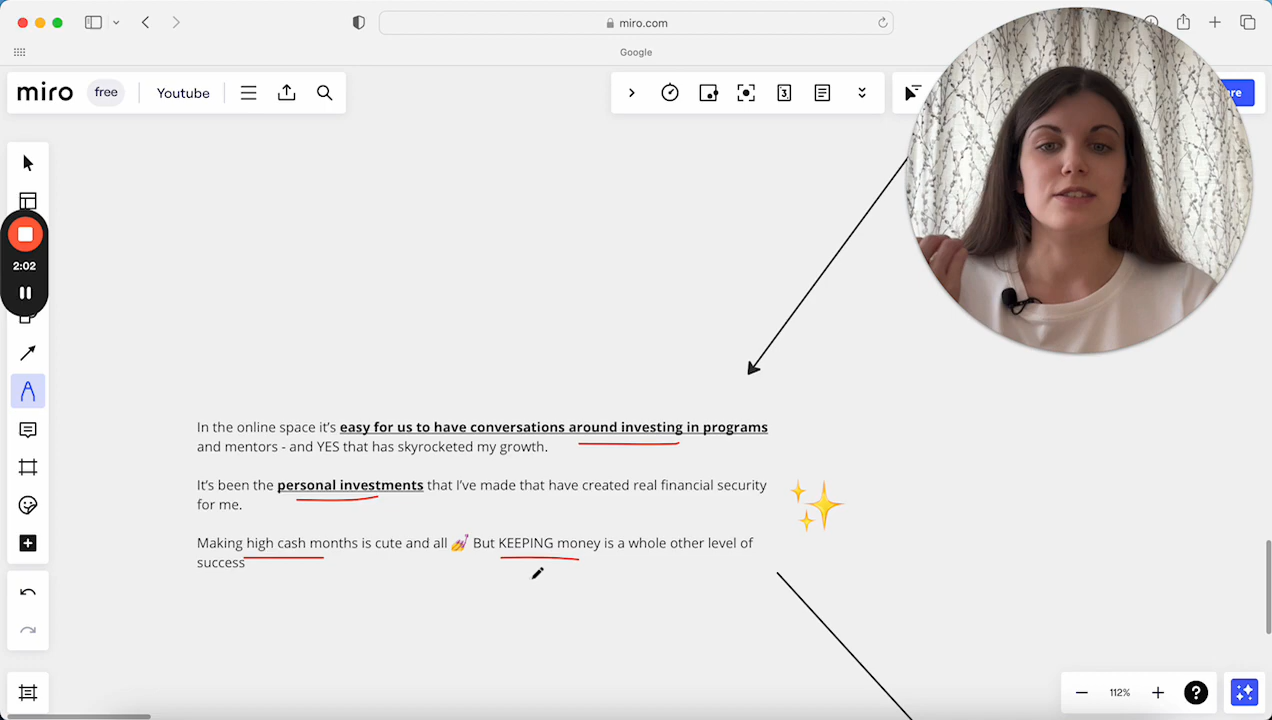 miro.com
Google
miro free Youtube
3
re
2:02
In the online space it's easy for us to have conversations around investing in programs
and mentors - and YES that has skyrocketed my growth.
It's been the personal investments that I've made that have created real financial security
for me.
Making high cash months is cute and all 💅 But KEEPING money is a whole other level of
success
112%
?